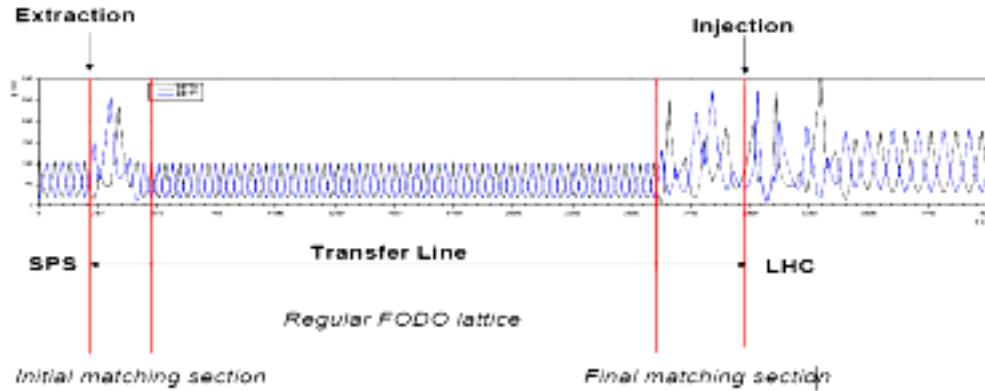 Extraction
Injection
SPS
Transfer Line
LHC
Regular FODO lattice
Initial matching section
Final matching section